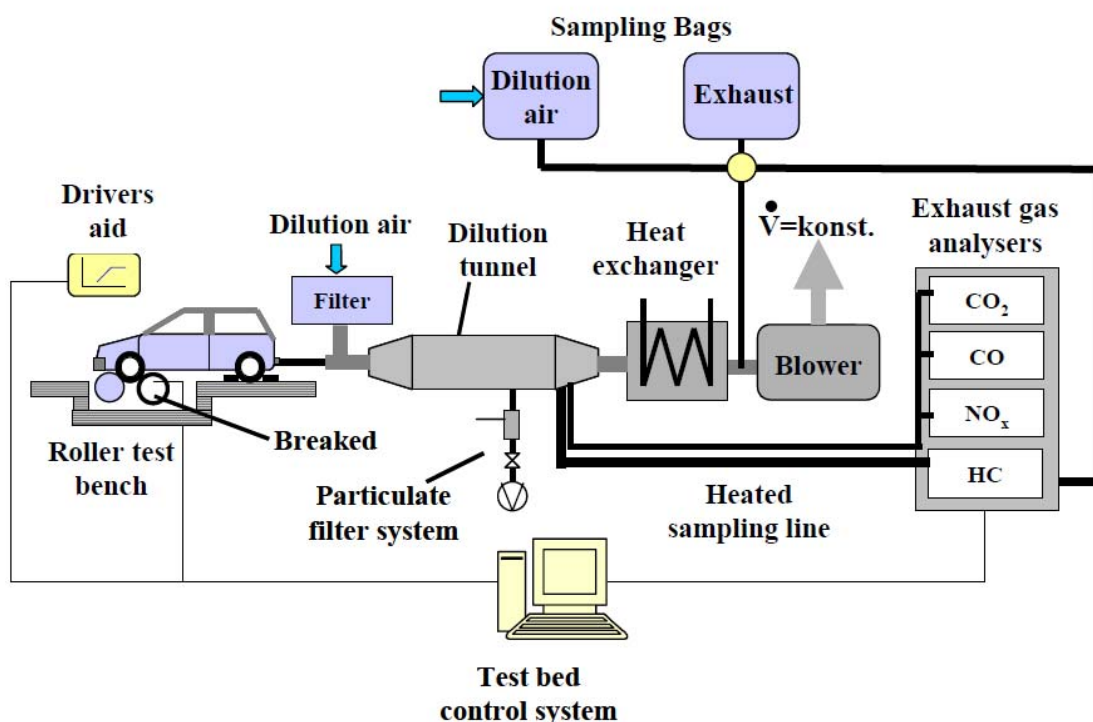 Sampling Bags
Dilution
air
Exhaust
Drivers
aid
Dilution air
Filter
Dilution
tunnel
Heat
exchanger
V̇=konst.
Exhaust gas
analysers
CO₂
CO
NOₓ
HC
Blower
Breaked
Roller test
bench
Particulate
filter system
Heated
sampling line
Test bed
control system